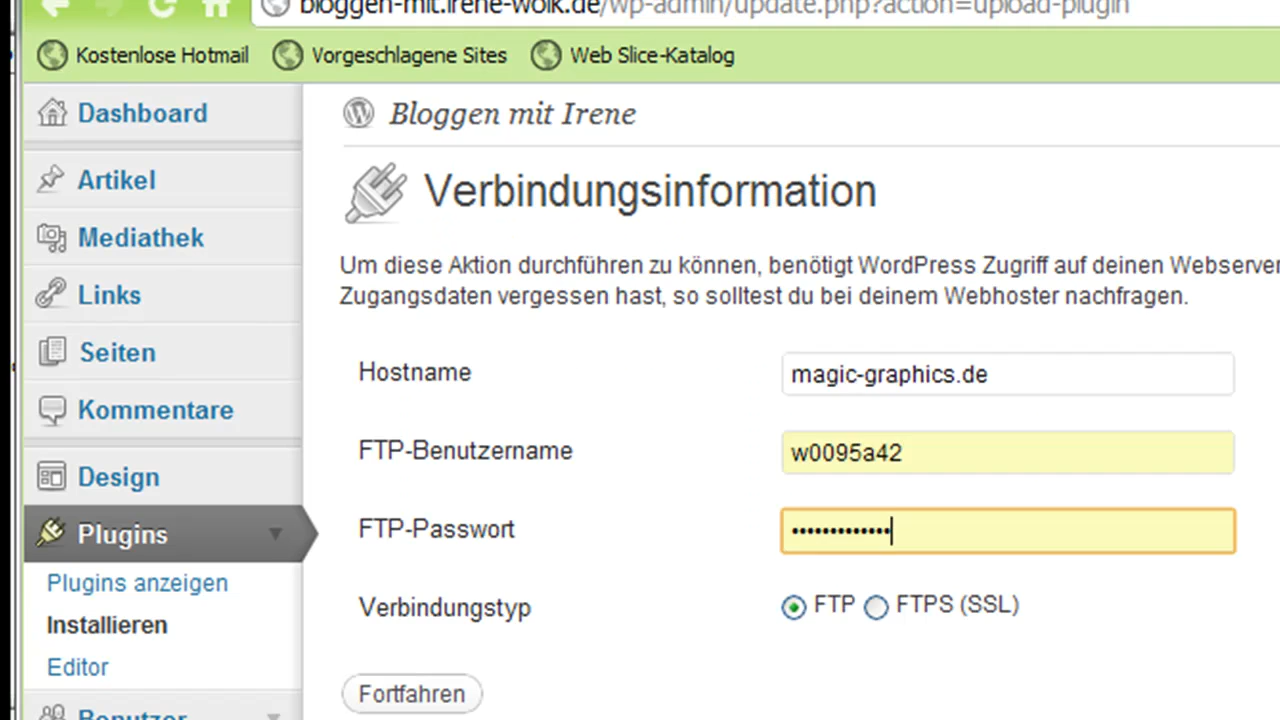 bloggen-mit.irene-wolk.de/wp-admin/update.php?action=upload-plugin
Kostenlose Hotmail
Vorgeschlagene Sites
Web Slice-Katalog
Dashboard
Artikel
Mediathek
Links
Seiten
Kommentare
Design
Plugins
Plugins anzeigen
Installieren
Editor
Benutzer
Bloggen mit Irene
Verbindungsinformation
Um diese Aktion durchführen zu können, benötigt WordPress Zugriff auf deinen Webserver
Zugangsdaten vergessen hast, so solltest du bei deinem Webhoster nachfragen.
Hostname
magic-graphics.de
FTP-Benutzername
w0095a42
FTP-Passwort
•••••••••••••
Verbindungstyp
FTP
FTPS (SSL)
Fortfahren